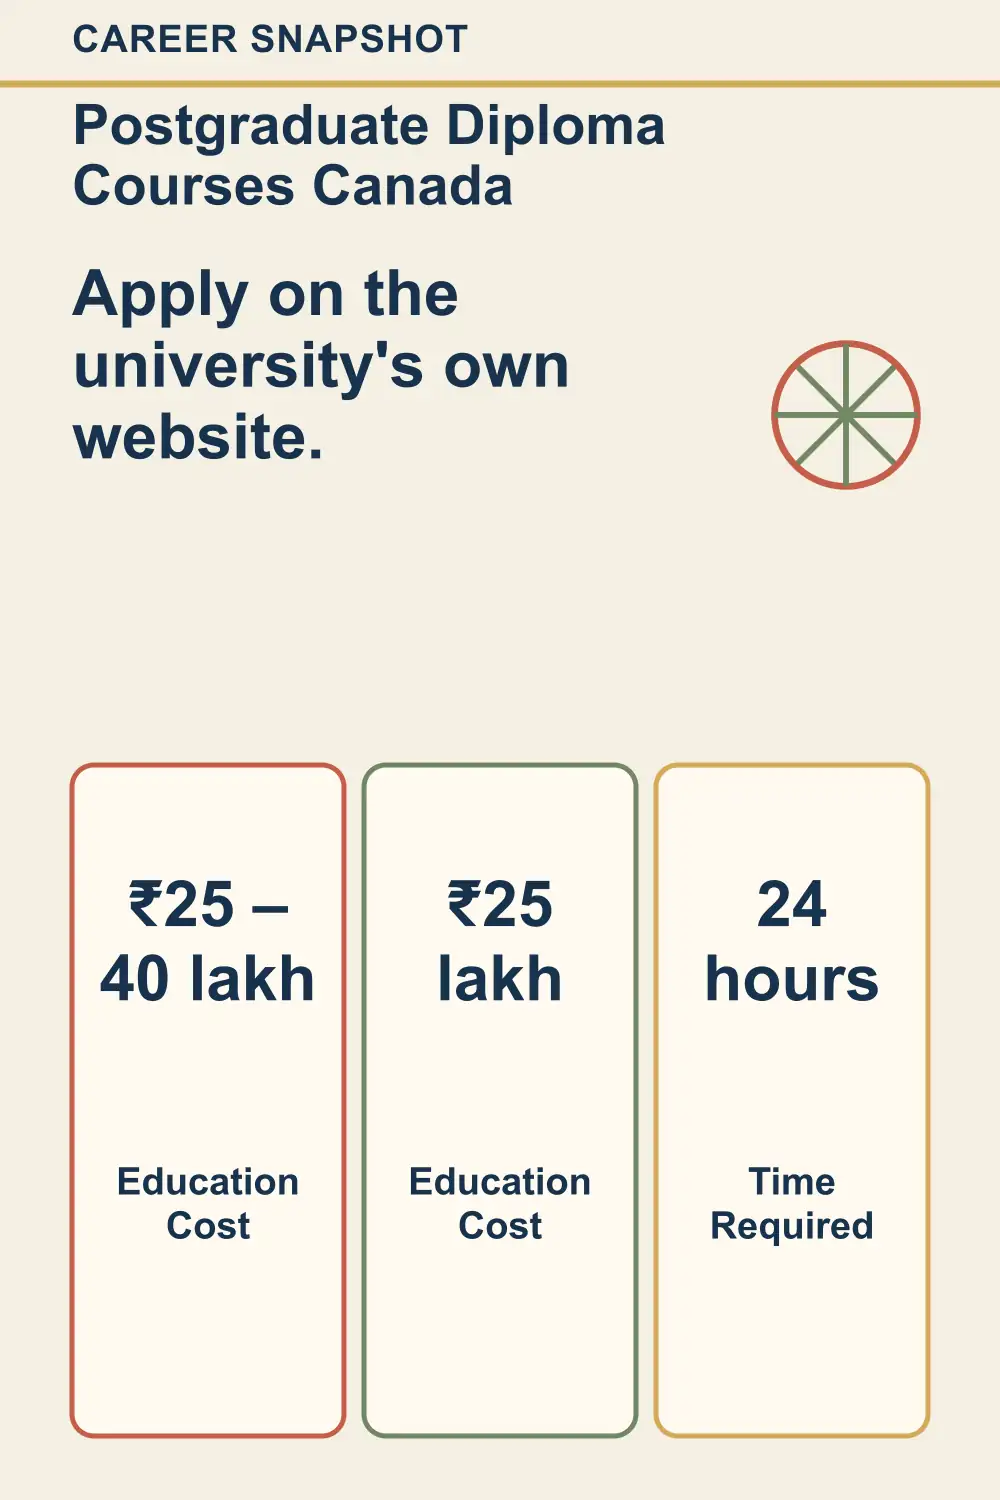 CAREER SNAPSHOT
Postgraduate Diploma
Courses Canada
Apply on the
university's own
website.
₹25 –
40 lakh
Education
Cost
₹25
lakh
Education
Cost
24
hours
Time
Required